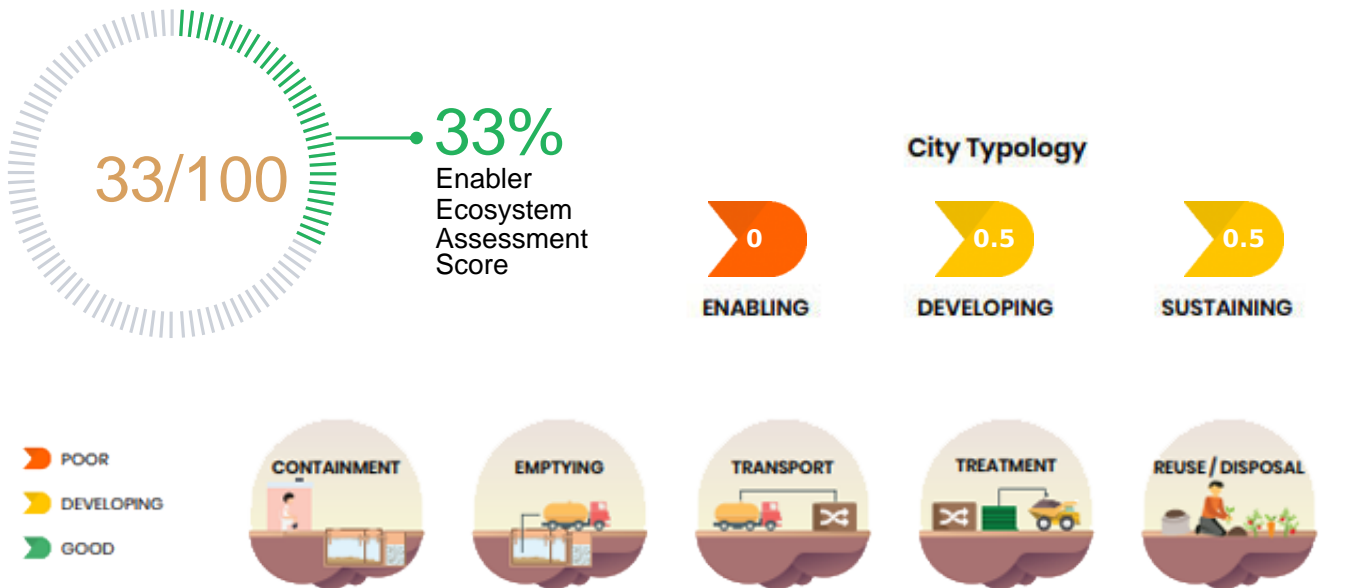 33/100
33%
Enabler
Ecosystem
Assessment
Score
City Typology
0
0.5
0.5
ENABLING
DEVELOPING
SUSTAINING
POOR
DEVELOPING
GOOD
CONTAINMENT
EMPTYING
TRANSPORT
TREATMENT
REUSE / DISPOSAL